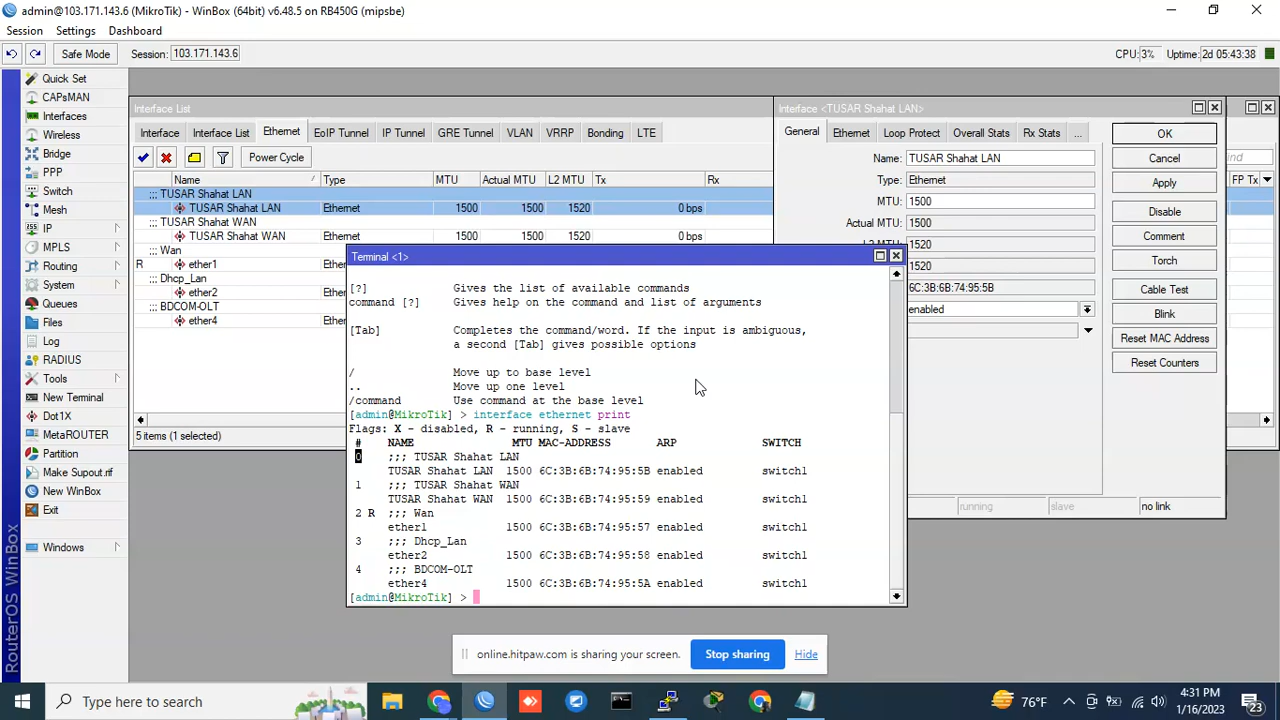 admin@103.171.143.6 (MikroTik) - WinBox (64bit) v6.48.5 on RB450G (mipsbe)
Session Settings Dashboard
Safe Mode Session: 103.171.143.6 CPU: 3% Uptime: 2d 05:43:38
Quick Set
CAPsMAN
Interfaces
Wireless
Bridge
PPP
Switch
Mesh
IP
MPLS
Routing
System
Queues
Files
Log
RADIUS
Tools
New Terminal
Dot1X
MetaROUTER
Partition
Make Supout.rif
New WinBox
Exit
Windows
RouterOS WinBox
Interface List
Interface Interface List Ethernet EoIP Tunnel IP Tunnel GRE Tunnel VLAN VRRP Bonding LTE
Power Cycle
Name Type MTU Actual MTU L2 MTU Tx Rx
;;; TUSAR Shahat LAN
TUSAR Shahat LAN Ethernet 1500 1500 1520 0 bps
;;; TUSAR Shahat WAN
TUSAR Shahat WAN Ethernet 1500 1500 1520 0 bps
;;; Wan
R ether1
;;; Dhcp_Lan
ether2
;;; BDCOM-OLT
ether4
5 items (1 selected)
Interface <TUSAR Shahat LAN>
General Ethernet Loop Protect Overall Stats Rx Stats ...
Name: TUSAR Shahat LAN
Type: Ethernet
MTU: 1500
Actual MTU: 1500
1520
1520
6C:3B:6B:74:95:5B
enabled
OK
Cancel
Apply
Disable
Comment
Torch
Cable Test
Blink
Reset MAC Address
Reset Counters
running slave no link
FP Tx
Terminal <1>
[?] Gives the list of available commands
command [?] Gives help on the command and list of arguments
[Tab] Completes the command/word. If the input is ambiguous,
a second [Tab] gives possible options
/ Move up to base level
.. Move up one level
/command Use command at the base level
[admin@MikroTik] > interface ethernet print
Flags: X - disabled, R - running, S - slave
# NAME MTU MAC-ADDRESS ARP SWITCH
0 ;;; TUSAR Shahat LAN
TUSAR Shahat LAN 1500 6C:3B:6B:74:95:5B enabled switch1
1 ;;; TUSAR Shahat WAN
TUSAR Shahat WAN 1500 6C:3B:6B:74:95:59 enabled switch1
2 R ;;; Wan
ether1 1500 6C:3B:6B:74:95:57 enabled switch1
3 ;;; Dhcp_Lan
ether2 1500 6C:3B:6B:74:95:58 enabled switch1
4 ;;; BDCOM-OLT
ether4 1500 6C:3B:6B:74:95:5A enabled switch1
[admin@MikroTik] >
online.hitpaw.com is sharing your screen. Stop sharing Hide
Type here to search
76°F
4:31 PM
1/16/2023
23